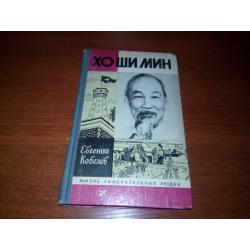 ХО ШИ МИН
Евгений
Кобелев
ЖИЗНЬ ЗАМЕЧАТЕЛЬНЫХ ЛЮДЕЙ